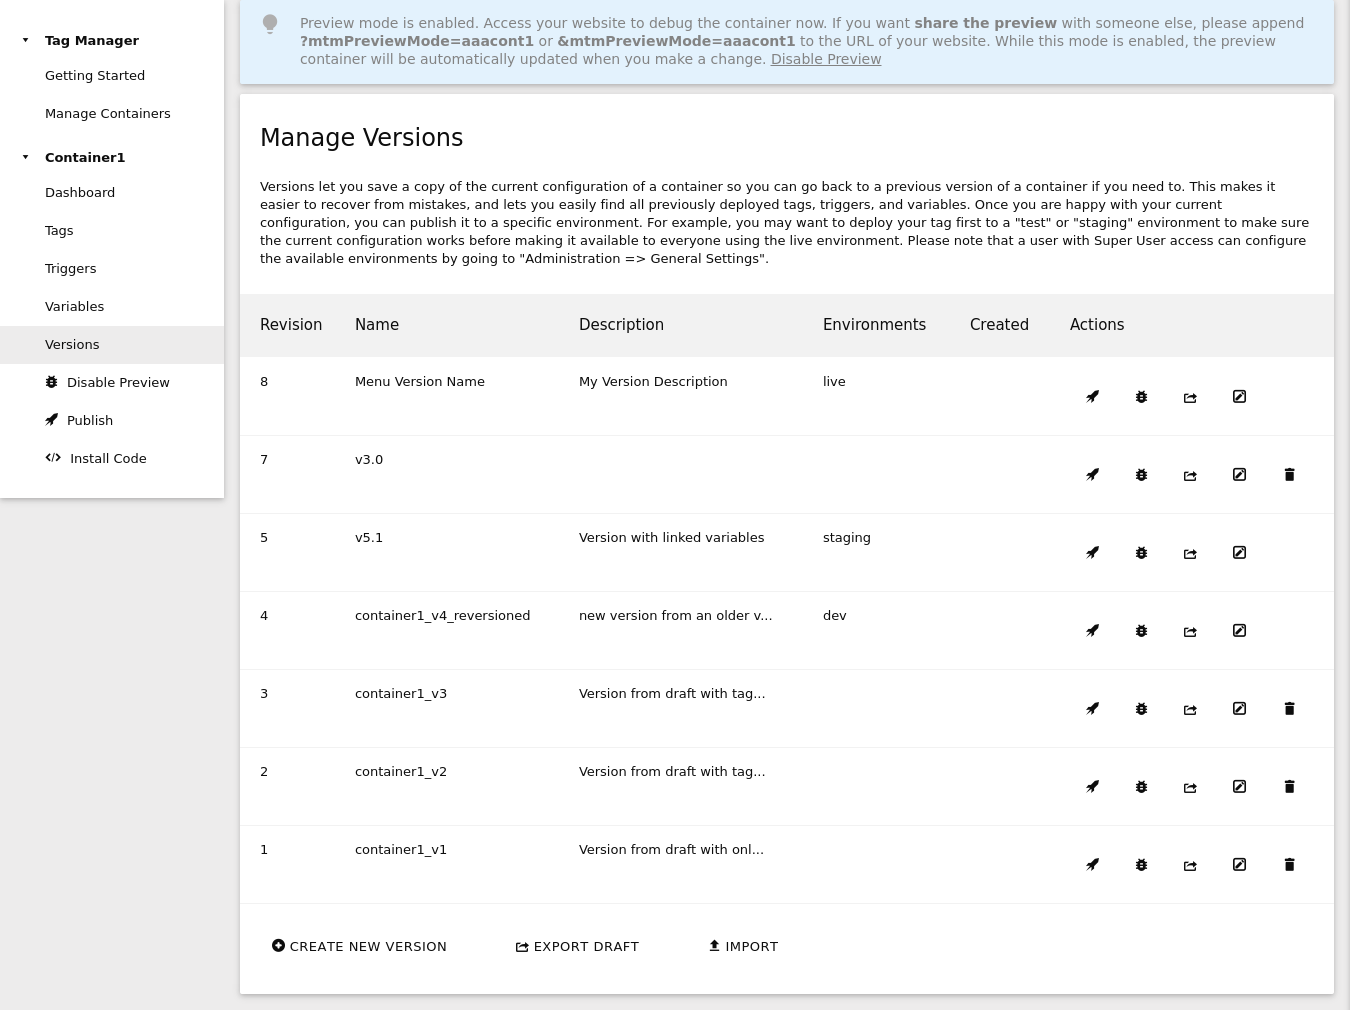 Preview mode is enabled. Access your website to debug the container now. If you want share the preview with someone else, please append
?mtmPreviewMode=aaacont1 or &mtmPreviewMode=aaacont1 to the URL of your website. While this mode is enabled, the preview
container will be automatically updated when you make a change. Disable Preview
Tag Manager
Getting Started
Manage Containers
Container1
Dashboard
Tags
Triggers
Variables
Versions
Disable Preview
Publish
Install Code
Manage Versions
Versions let you save a copy of the current configuration of a container so you can go back to a previous version of a container if you need to. This makes it
easier to recover from mistakes, and lets you easily find all previously deployed tags, triggers, and variables. Once you are happy with your current
configuration, you can publish it to a specific environment. For example, you may want to deploy your tag first to a "test" or "staging" environment to make sure
the current configuration works before making it available to everyone using the live environment. Please note that a user with Super User access can configure
the available environments by going to "Administration => General Settings".
Revision Name Description Environments Created Actions
8 Menu Version Name My Version Description live
7 v3.0
5 v5.1 Version with linked variables staging
4 container1_v4_reversioned new version from an older v... dev
3 container1_v3 Version from draft with tag...
2 container1_v2 Version from draft with tag...
1 container1_v1 Version from draft with onl...
CREATE NEW VERSION EXPORT DRAFT IMPORT